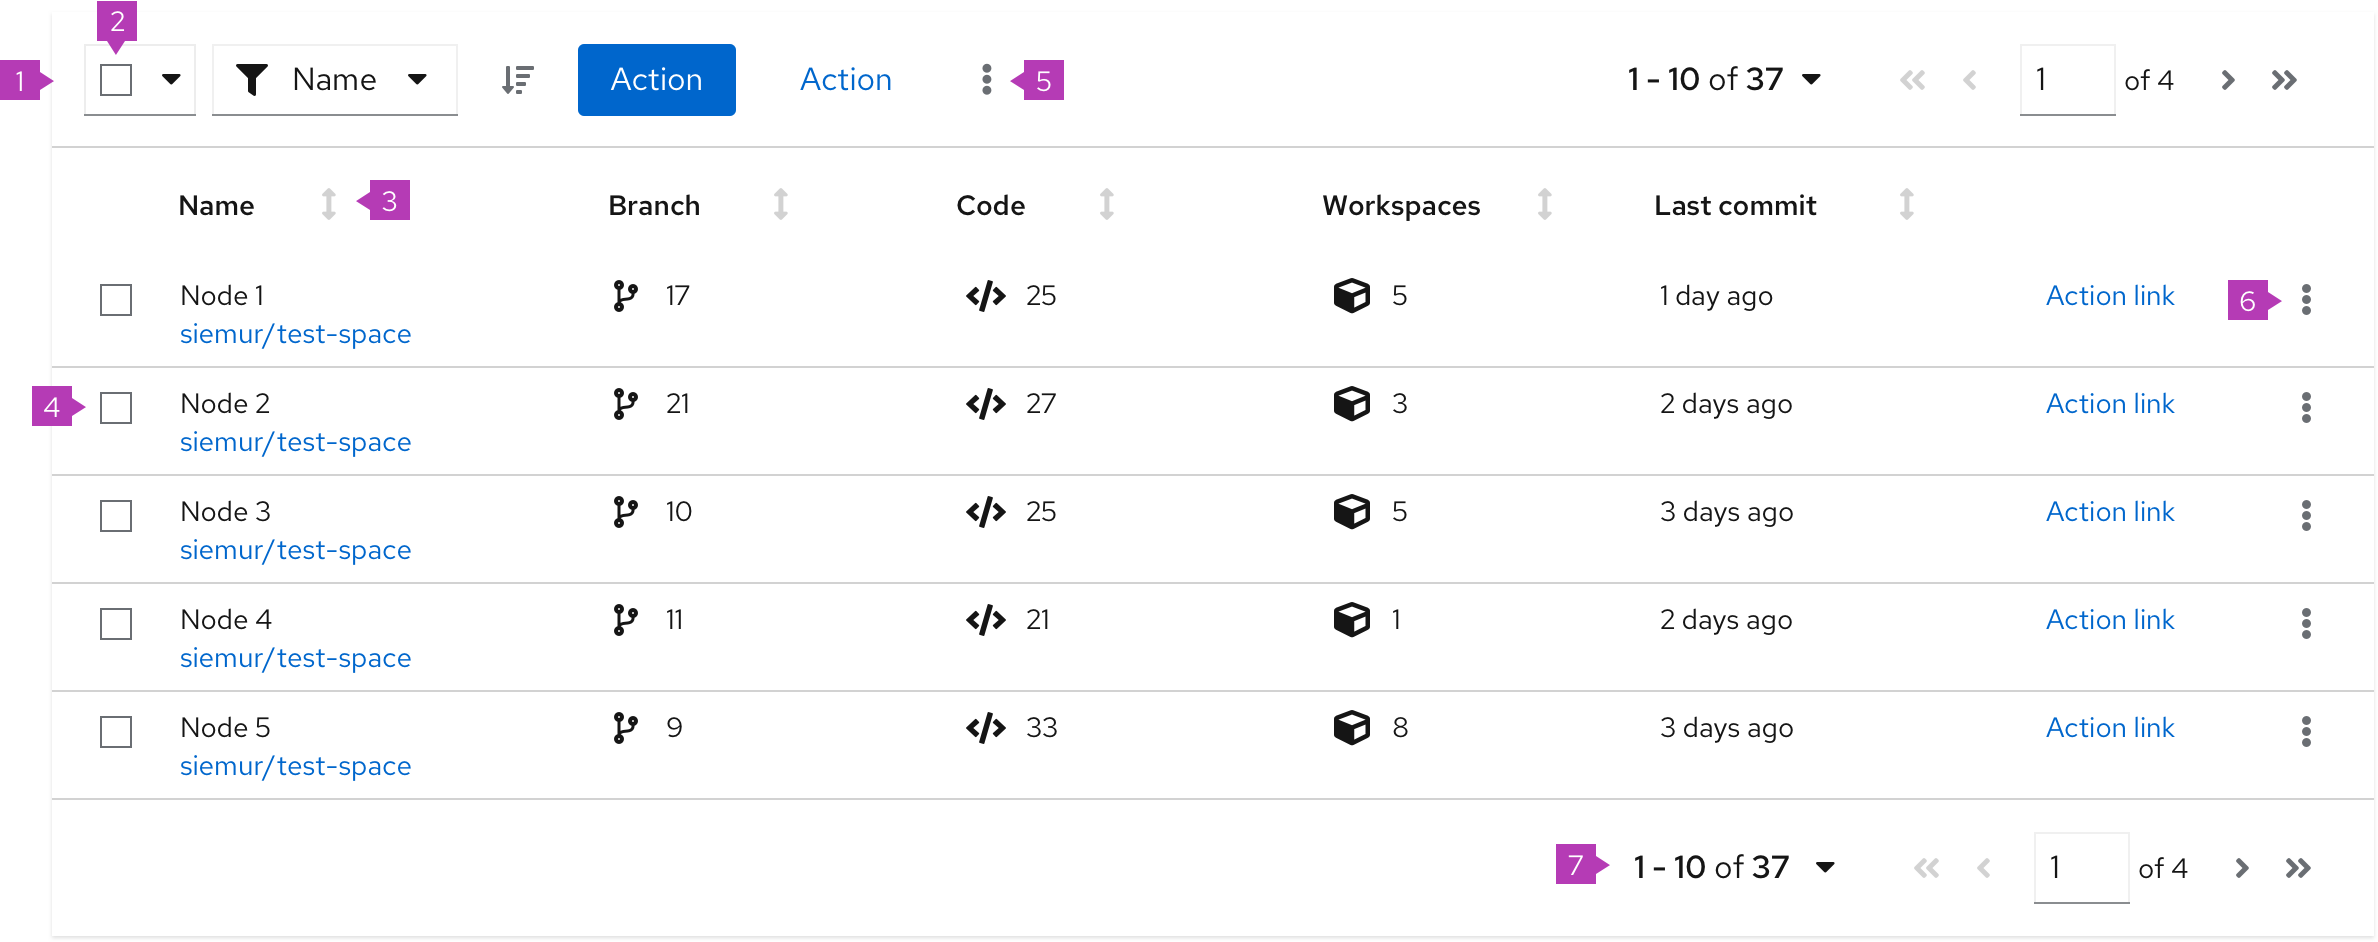 2
1 Name Action Action 5 1 - 10 of 37 1 of 4
Name 3 Branch Code Workspaces Last commit
Node 1 17 25 5 1 day ago Action link 6
siemur/test-space
4 Node 2 21 27 3 2 days ago Action link
siemur/test-space
Node 3 10 25 5 3 days ago Action link
siemur/test-space
Node 4 11 21 1 2 days ago Action link
siemur/test-space
Node 5 9 33 8 3 days ago Action link
siemur/test-space
7 1 - 10 of 37 1 of 4